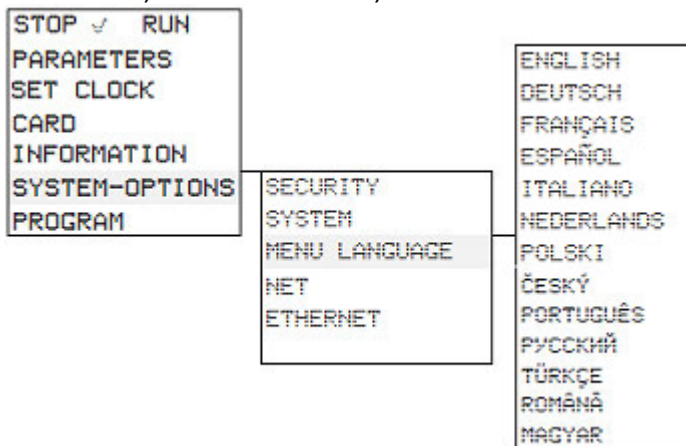 STOP √ RUN
PARAMETERS
SET CLOCK
CARD
INFORMATION
SYSTEM-OPTIONS
PROGRAM
SECURITY
SYSTEM
MENU LANGUAGE
NET
ETHERNET
ENGLISH
DEUTSCH
FRANÇAIS
ESPAÑOL
ITALIANO
NEDERLANDS
POLSKI
ČESKÝ
PORTUGUÊS
РУССКИЙ
TÜRKÇE
ROMÂNĂ
MAGYAR